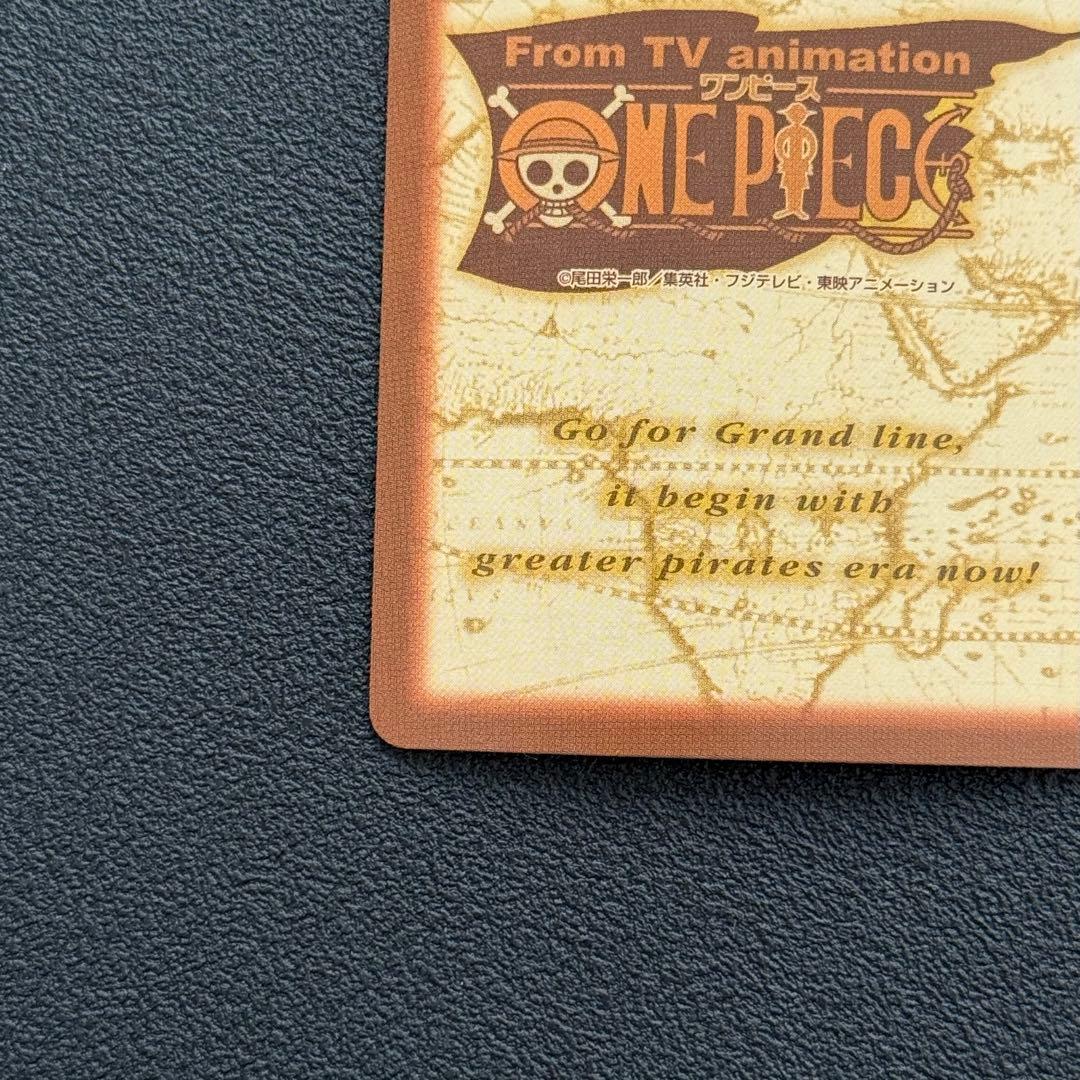 From TV animation
ワンピース
ONE PIECE
©尾田栄一郎／集英社・フジテレビ・東映アニメーション
Go for Grand line,
it begin with
greater pirates era now!